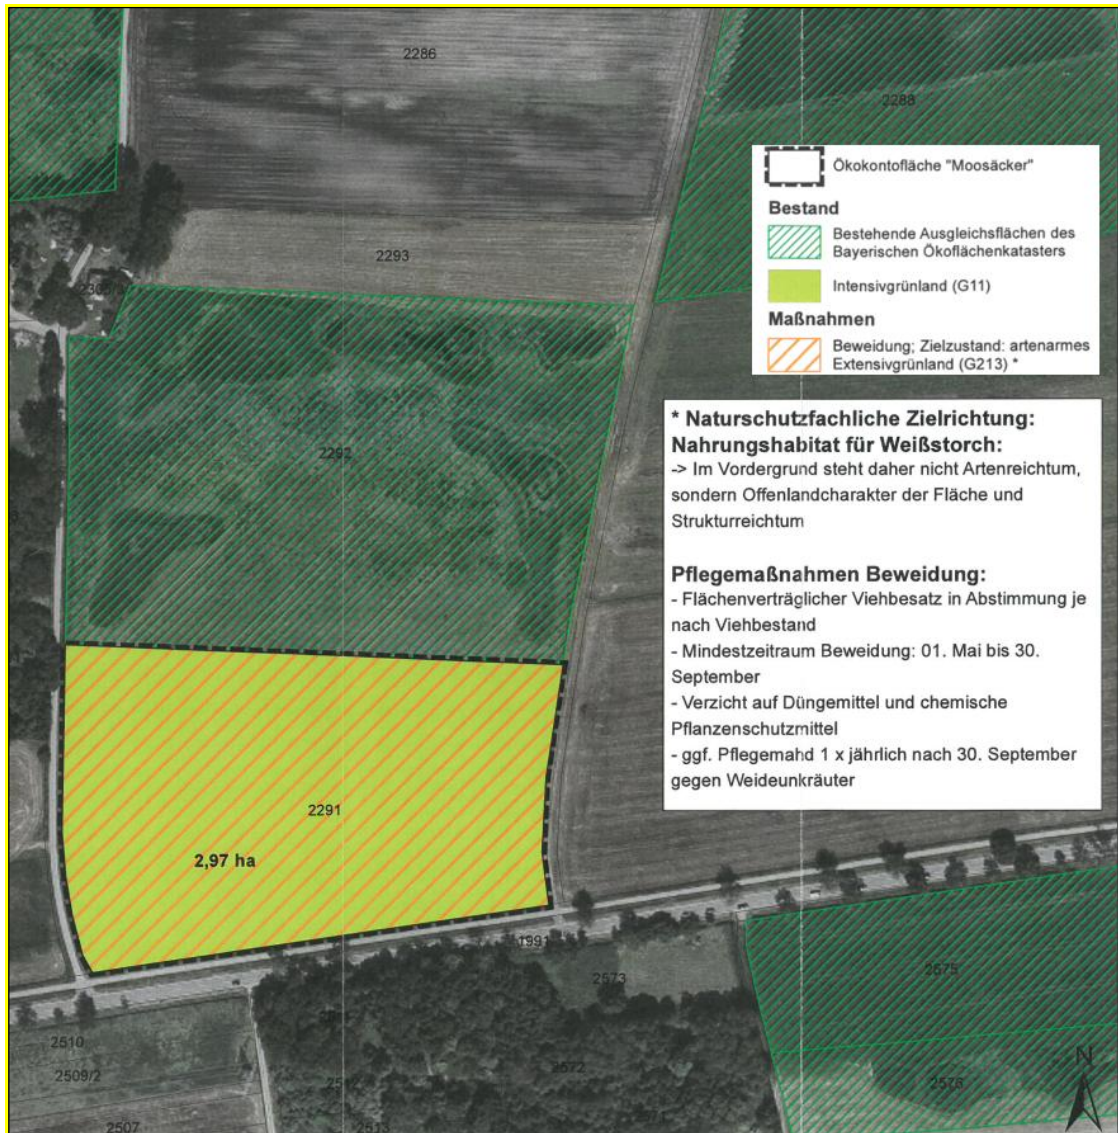 2286
2288
Ökokontofläche "Moosäcker"
Bestand
Bestehende Ausgleichsflächen des
Bayerischen Ökoflächenkatasters
Intensivgrünland (G11)
Maßnahmen
Beweidung; Zielzustand: artenarmes
Extensivgrünland (G213) *
2293
2292
* Naturschutzfachliche Zielrichtung:
Nahrungshabitat für Weißstorch:
-> Im Vordergrund steht daher nicht Artenreichtum,
sondern Offenlandcharakter der Fläche und
Strukturreichtum
Pflegemaßnahmen Beweidung:
- Flächenverträglicher Viehbesatz in Abstimmung je
nach Viehbestand
- Mindestzeitraum Beweidung: 01. Mai bis 30.
September
- Verzicht auf Düngemittel und chemische
Pflanzenschutzmittel
- ggf. Pflegemahd 1 x jährlich nach 30. September
gegen Weideunkräuter
2291
2,97 ha
1991
2573
2575
2510
2509/2
2572
2576
N
2507
2513